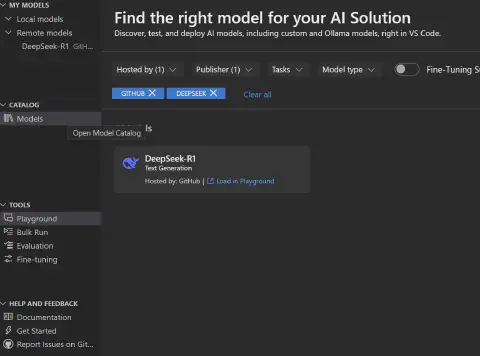 MY MODELS
Local models
Remote models
DeepSeek-R1 GitH...
CATALOG
Models
Open Model Catalog
TOOLS
Playground
Bulk Run
Evaluation
Fine-tuning
HELP AND FEEDBACK
Documentation
Get Started
Report Issues on Git...
Find the right model for your AI Solution
Discover, test, and deploy AI models, including custom and Ollama models, right in VS Code.
Hosted by (1) Publisher (1) Tasks Model type Fine-Tuning S
GITHUB DEEPSEEK Clear all
DeepSeek-R1
Text Generation
Hosted by: GitHub | Load in Playground